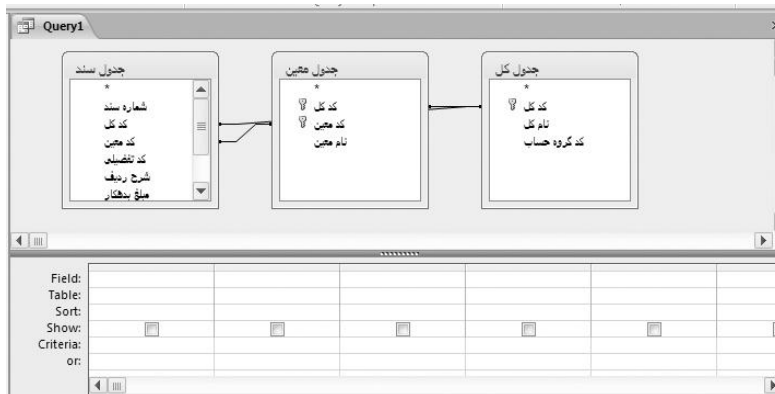 Query1
جدول سند
*
شماره سند
کد کل
کد معین
کد تفضیلی
شرح ردیف
مبلغ بدهکار
جدول معین
*
کد کل
کد معین
نام معین
جدول کل
*
کد کل
نام کل
کد گروه حساب
Field:
Table:
Sort:
Show:
Criteria:
or: